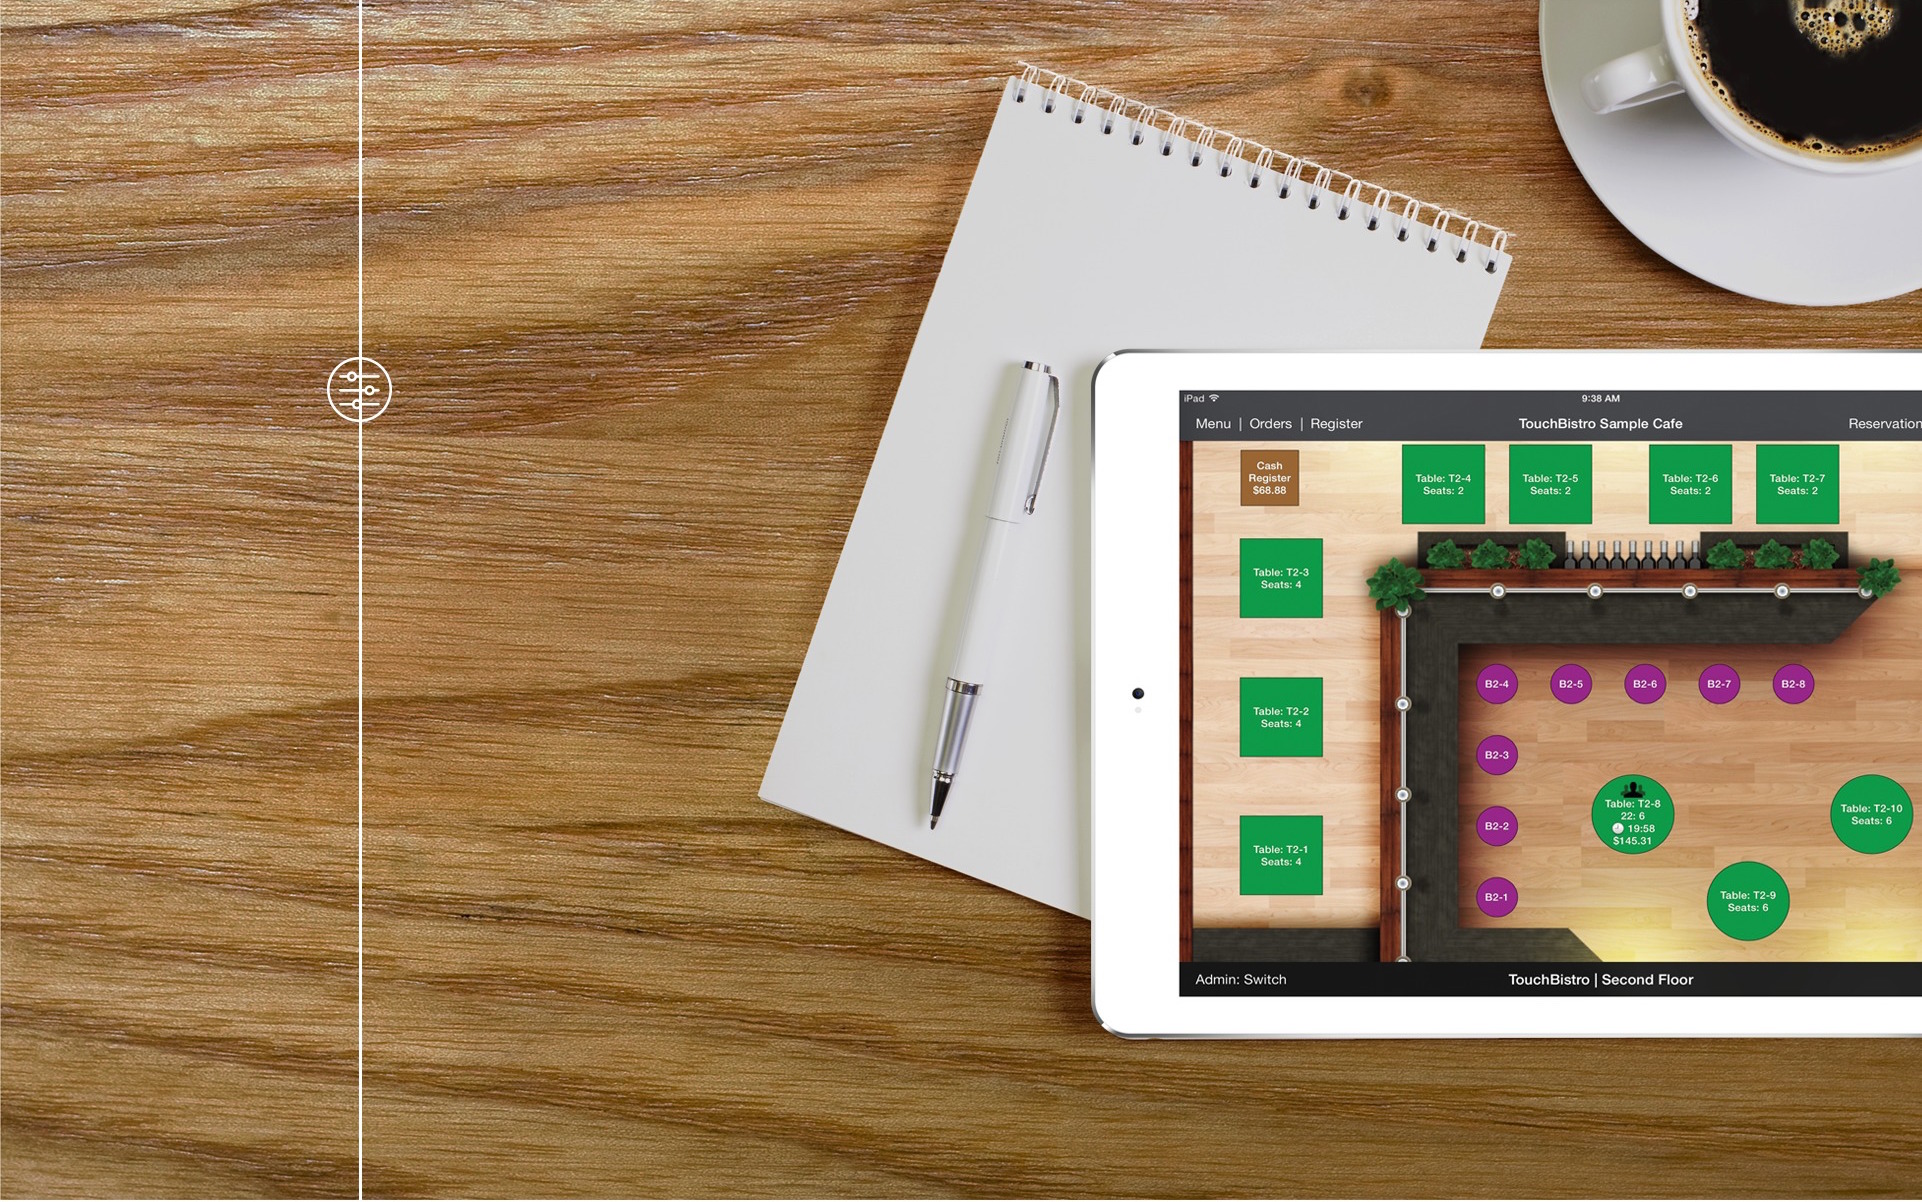 iPad
9:38 AM
Menu | Orders | Register
TouchBistro Sample Cafe
Reservation
Cash
Register
$68.88
Table: T2-4
Seats: 2
Table: T2-5
Seats: 2
Table: T2-6
Seats: 2
Table: T2-7
Seats: 2
Table: T2-3
Seats: 4
Table: T2-2
Seats: 4
Table: T2-1
Seats: 4
B2-4
B2-5
B2-6
B2-7
B2-8
B2-3
B2-2
B2-1
Table: T2-8
22: 6
19:58
$145.31
Table: T2-10
Seats: 6
Table: T2-9
Seats: 6
Admin: Switch
TouchBistro | Second Floor